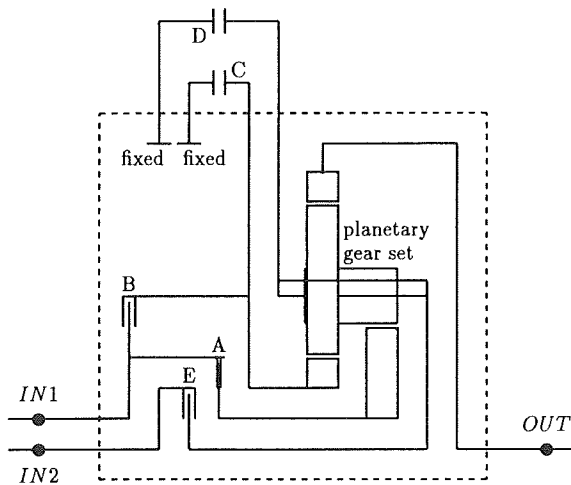 D
C
fixed fixed
planetary
gear set
B
A
E
IN1
OUT
IN2